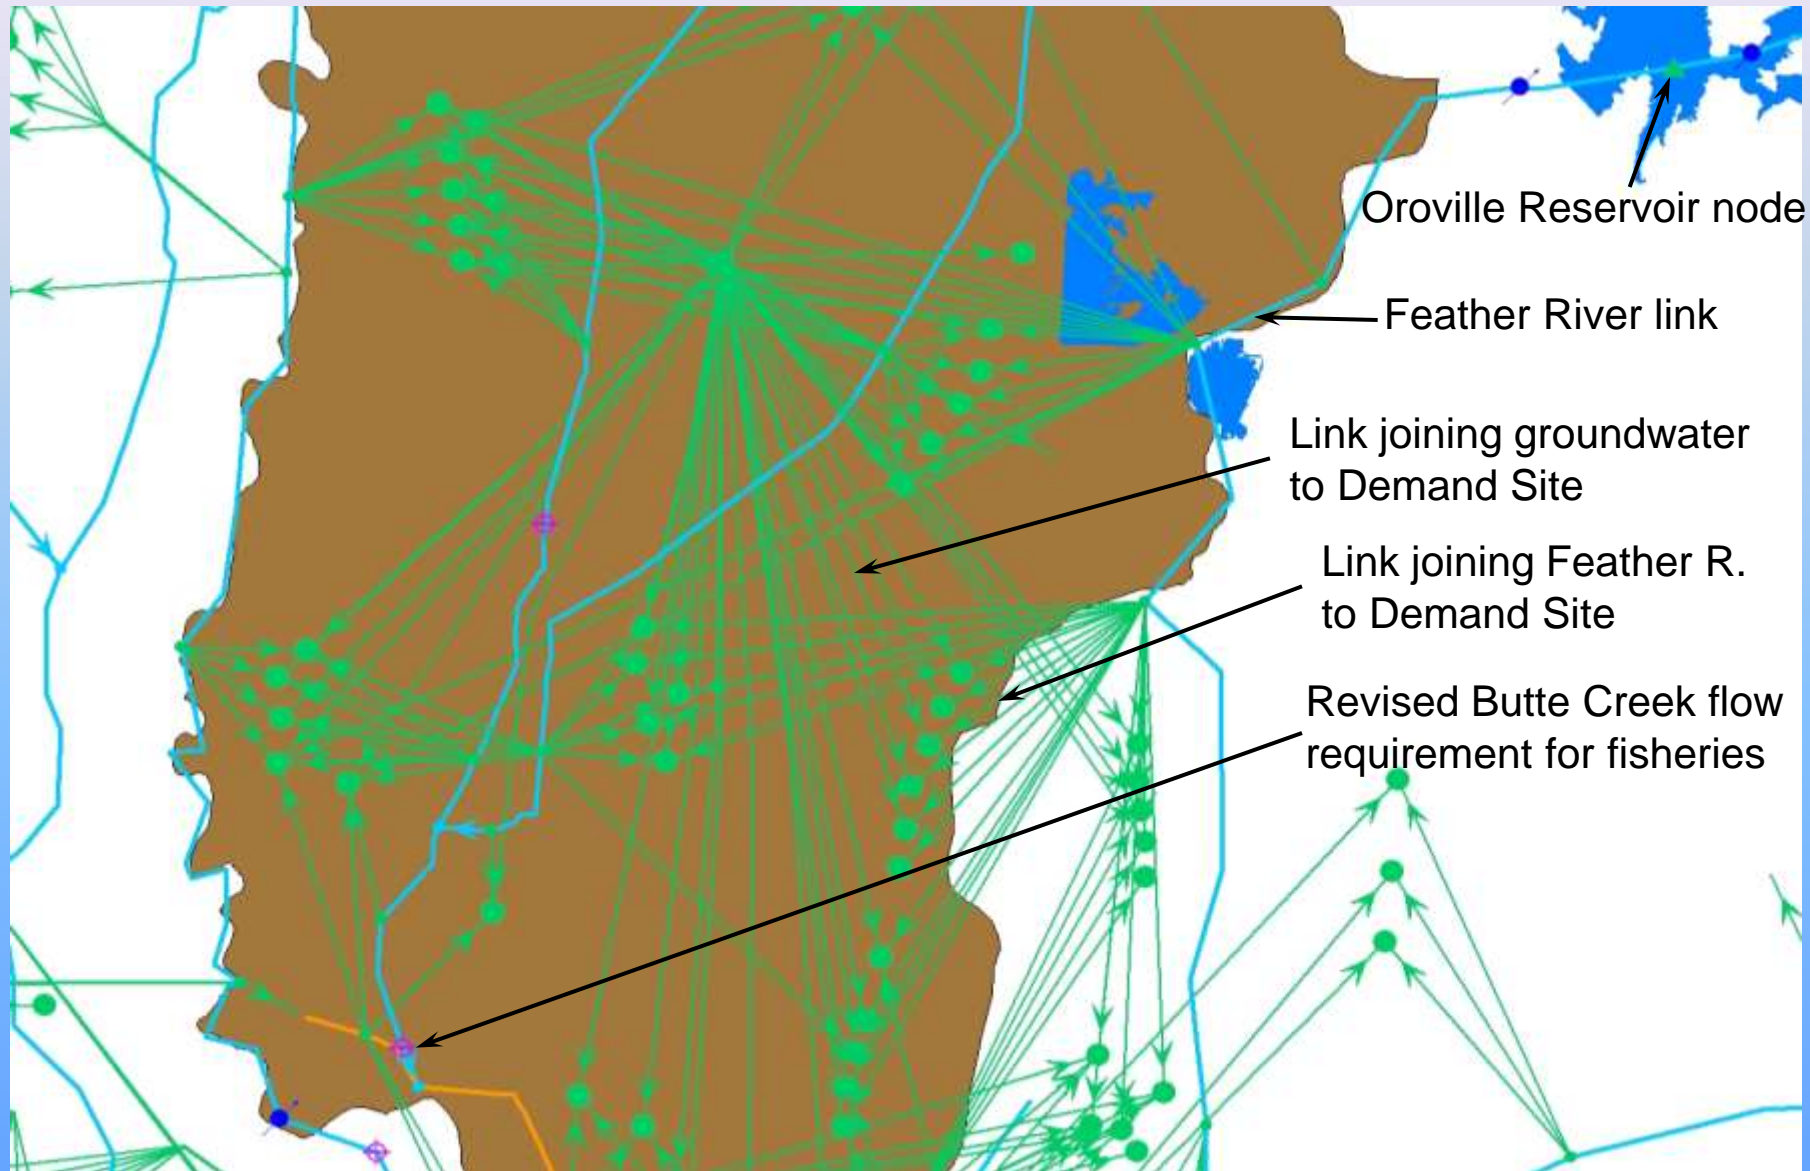 Oroville Reservoir node
Feather River link
Link joining groundwater
to Demand Site
Link joining Feather R.
to Demand Site
Revised Butte Creek flow
requirement for fisheries